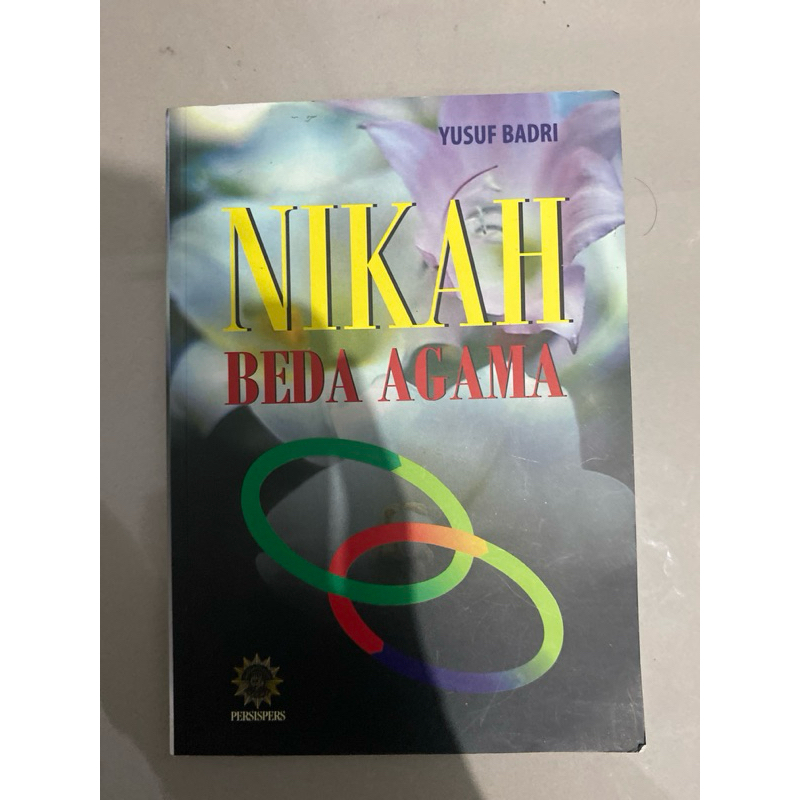 YUSUF BADRI
NIKAH
BEDA AGAMA
PERSISPERS